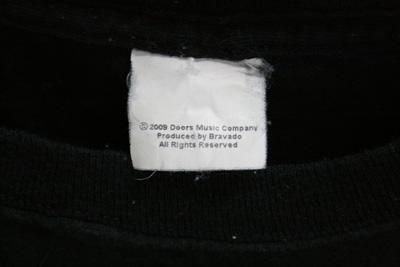 © 2009 Doors Music Company
Produced by Bravado
All Rights Reserved